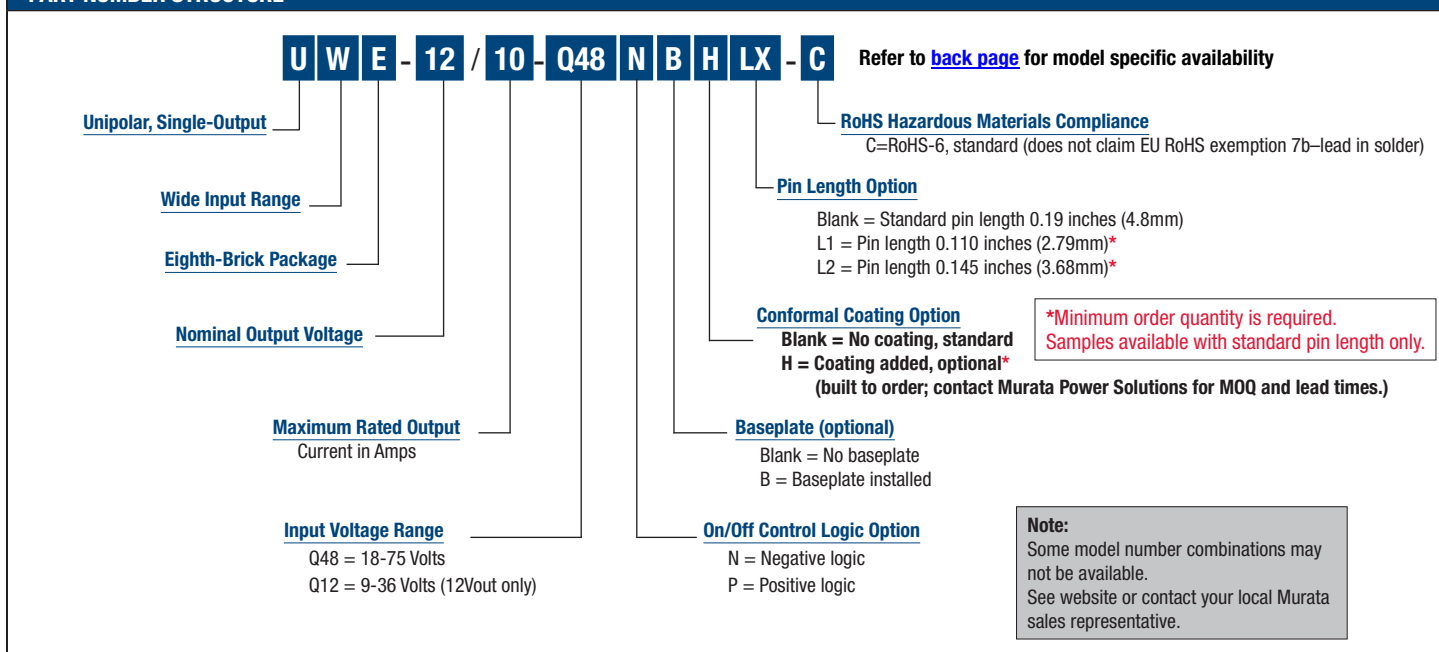 PART NUMBER STRUCTURE
U W E - 12 / 10 - Q48 N B H LX - C
Refer to back page for model specific availability
Unipolar, Single-Output
Wide Input Range
Eighth-Brick Package
Nominal Output Voltage
Maximum Rated Output
Current in Amps
Input Voltage Range
Q48 = 18-75 Volts
Q12 = 9-36 Volts (12Vout only)
RoHS Hazardous Materials Compliance
C=RoHS-6, standard (does not claim EU RoHS exemption 7b–lead in solder)
Pin Length Option
Blank = Standard pin length 0.19 inches (4.8mm)
L1 = Pin length 0.110 inches (2.79mm)*
L2 = Pin length 0.145 inches (3.68mm)*
Conformal Coating Option
Blank = No coating, standard
H = Coating added, optional*
(built to order; contact Murata Power Solutions for MOQ and lead times.)
*Minimum order quantity is required.
Samples available with standard pin length only.
Baseplate (optional)
Blank = No baseplate
B = Baseplate installed
On/Off Control Logic Option
N = Negative logic
P = Positive logic
Note:
Some model number combinations may
not be available.
See website or contact your local Murata
sales representative.